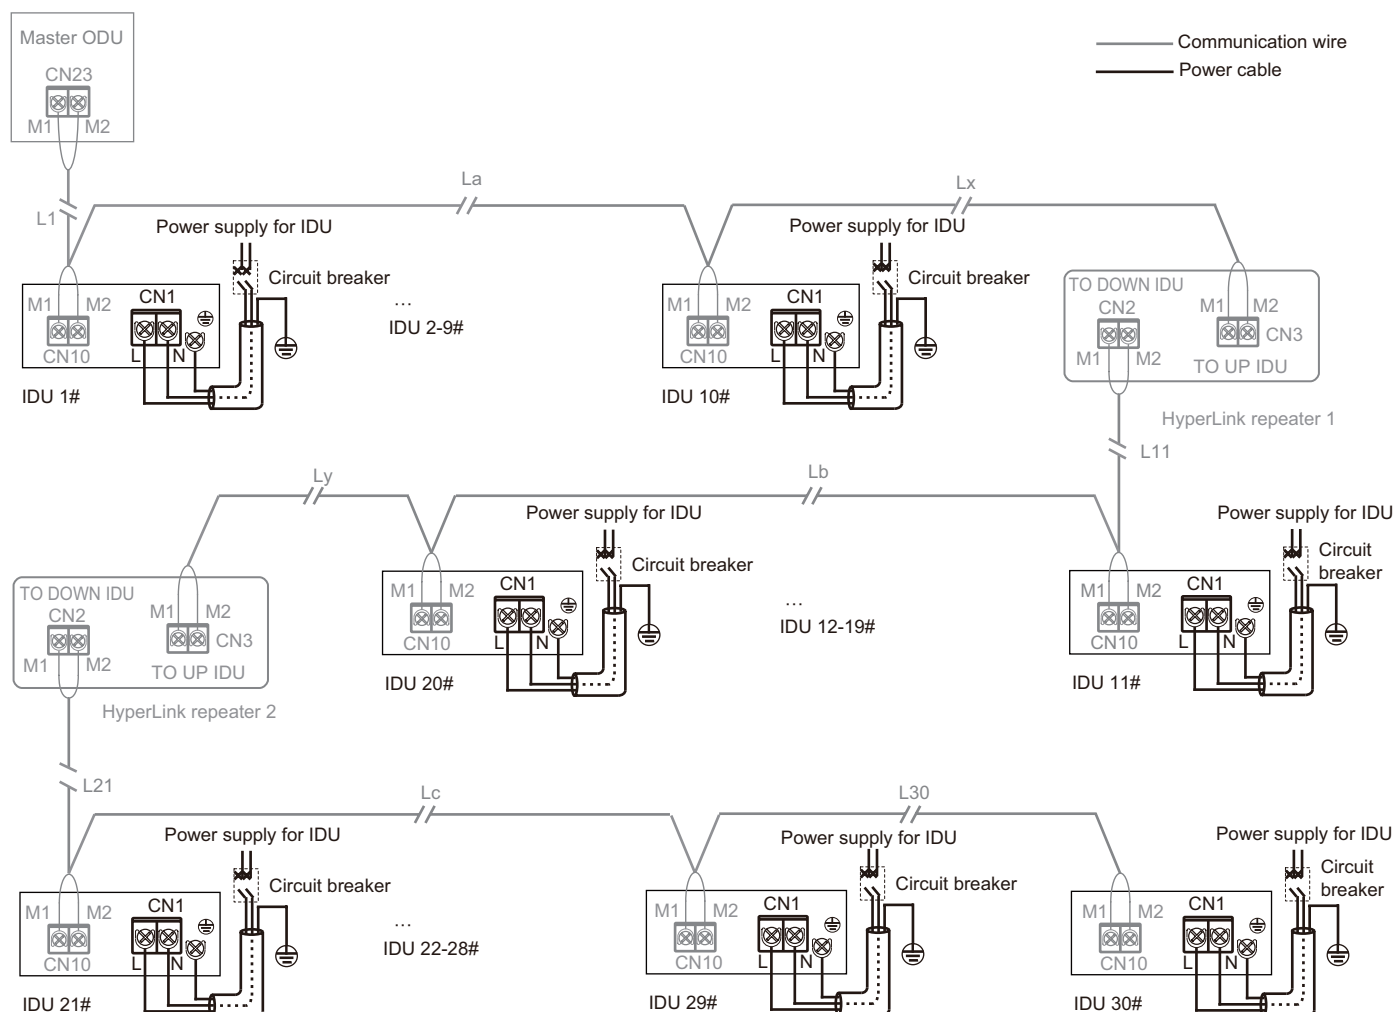 Master ODU
CN23
M1 M2
Communication wire
Power cable
L1
La
Lx
Power supply for IDU
Circuit breaker
M1 M2
CN10
CN1
L N
IDU 1#
...
IDU 2-9#
Power supply for IDU
Circuit breaker
M1 M2
CN10
CN1
L N
IDU 10#
TO DOWN IDU
CN2
M1 M2
M1 M2
CN3
TO UP IDU
HyperLink repeater 1
L11
Ly
Lb
TO DOWN IDU
CN2
M1 M2
M1 M2
CN3
TO UP IDU
HyperLink repeater 2
Power supply for IDU
Circuit breaker
M1 M2
CN10
CN1
L N
IDU 20#
...
IDU 12-19#
Power supply for IDU
Circuit
breaker
M1 M2
CN10
CN1
L N
IDU 11#
L21
Lc
L30
Power supply for IDU
Circuit breaker
M1 M2
CN10
CN1
L N
IDU 21#
...
IDU 22-28#
Power supply for IDU
Circuit breaker
M1 M2
CN10
CN1
L N
IDU 29#
Power supply for IDU
Circuit
breaker
M1 M2
CN10
CN1
L N
IDU 30#